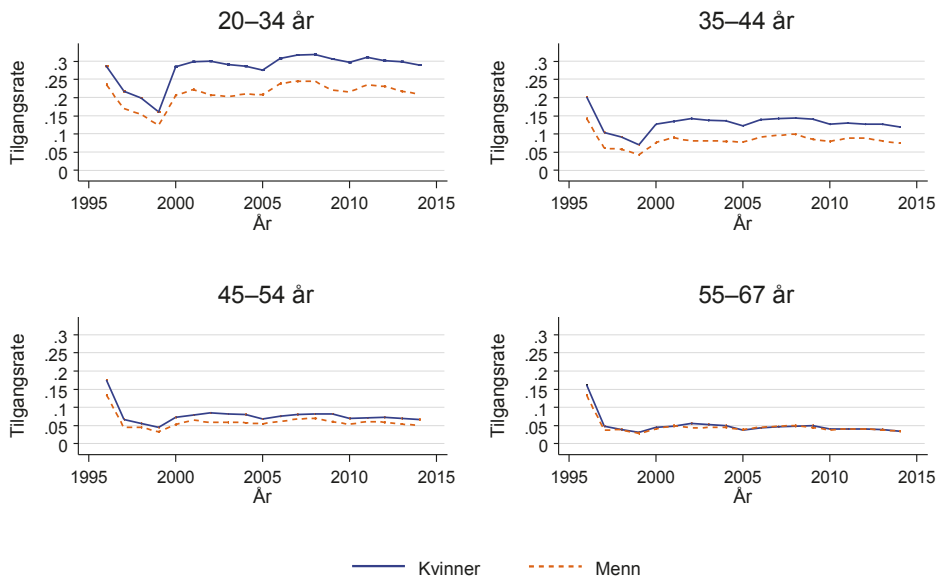 20–34 år
Tilgangsrate
.3
.25
.2
.15
.1
.05
0
1995 2000 2005 2010 2015
År
35–44 år
Tilgangsrate
.3
.25
.2
.15
.1
.05
0
1995 2000 2005 2010 2015
År
45–54 år
Tilgangsrate
.3
.25
.2
.15
.1
.05
0
1995 2000 2005 2010 2015
År
55–67 år
Tilgangsrate
.3
.25
.2
.15
.1
.05
0
1995 2000 2005 2010 2015
År
Kvinner Menn